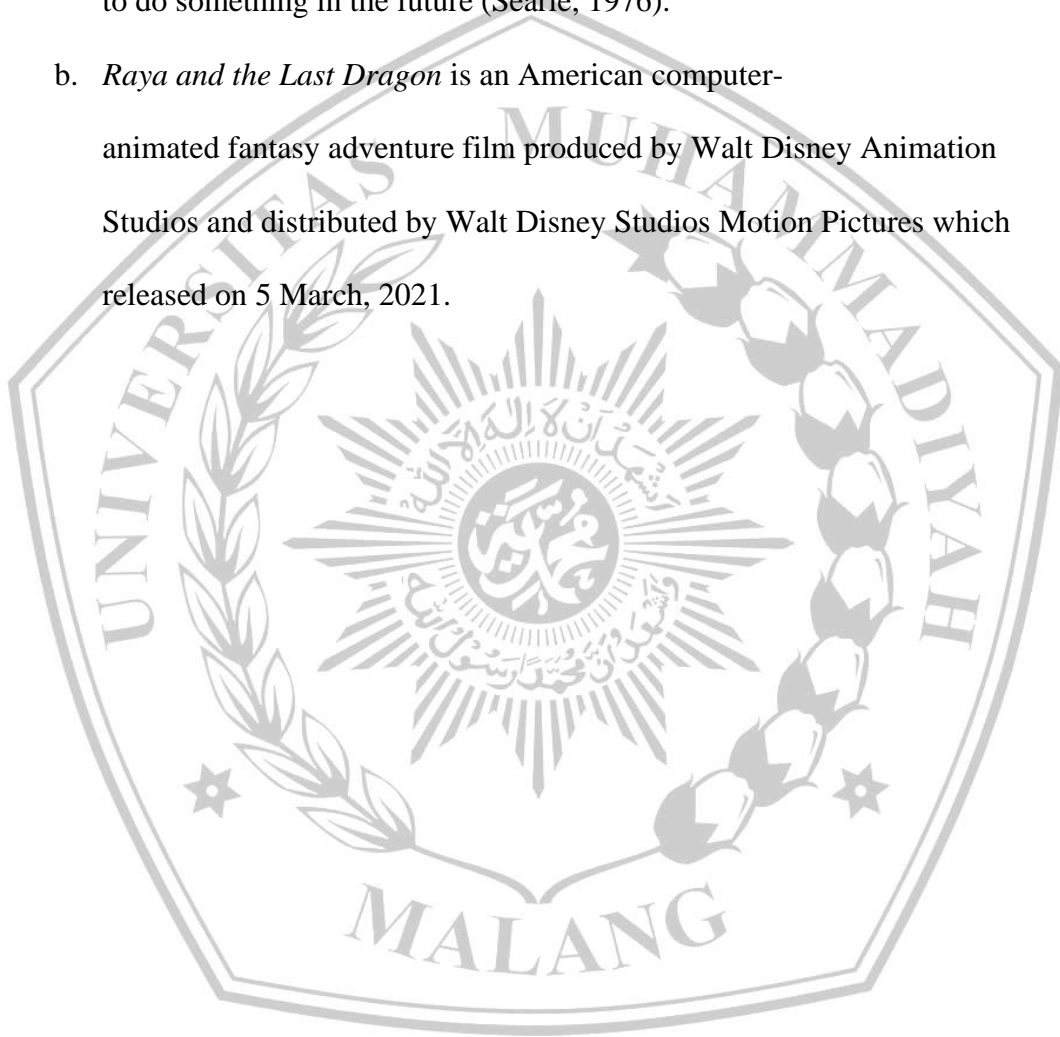 to do something in the future (Searle, 1976).
b. Raya and the Last Dragon is an American computer-
animated fantasy adventure film produced by Walt Disney Animation
Studios and distributed by Walt Disney Studios Motion Pictures which
released on 5 March, 2021.
UNIVERSITAS MUHAMMADIYAH
MALANG